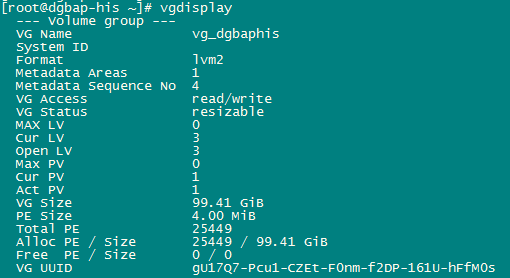 [root@dgbap-his ~]# vgdisplay
--- Volume group ---
VG Name vg_dgbaphis
System ID
Format lvm2
Metadata Areas 1
Metadata Sequence No 4
VG Access read/write
VG Status resizable
MAX LV 0
Cur LV 3
Open LV 3
Max PV 0
Cur PV 1
Act PV 1
VG Size 99.41 GiB
PE Size 4.00 MiB
Total PE 25449
Alloc PE / Size 25449 / 99.41 GiB
Free PE / Size 0 / 0
VG UUID gU17Q7-Pcu1-CZEt-F0nm-f2DP-161U-hFfM0s